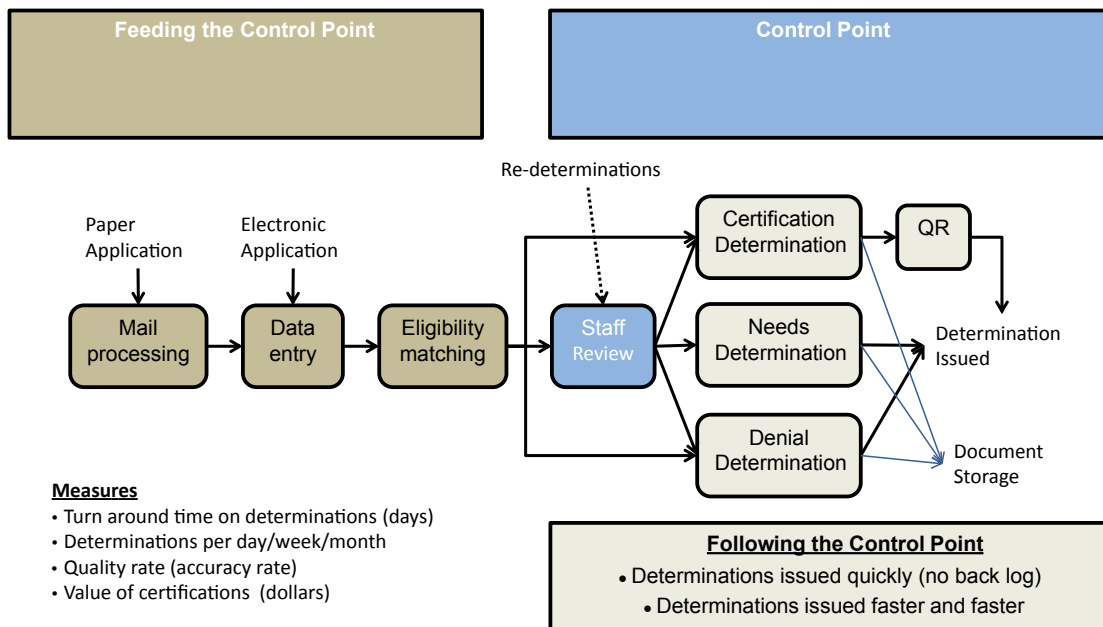 Feeding the Control Point
Control Point
Re-determinations
Paper
Application
Electronic
Application
Certification
Determination
QR
Mail
processing
Data
entry
Eligibility
matching
Staff
Review
Needs
Determination
Determination
Issued
Denial
Determination
Document
Storage
Measures
• Turn around time on determinations (days)
• Determinations per day/week/month
• Quality rate (accuracy rate)
• Value of certifications (dollars)
Following the Control Point
• Determinations issued quickly (no back log)
• Determinations issued faster and faster